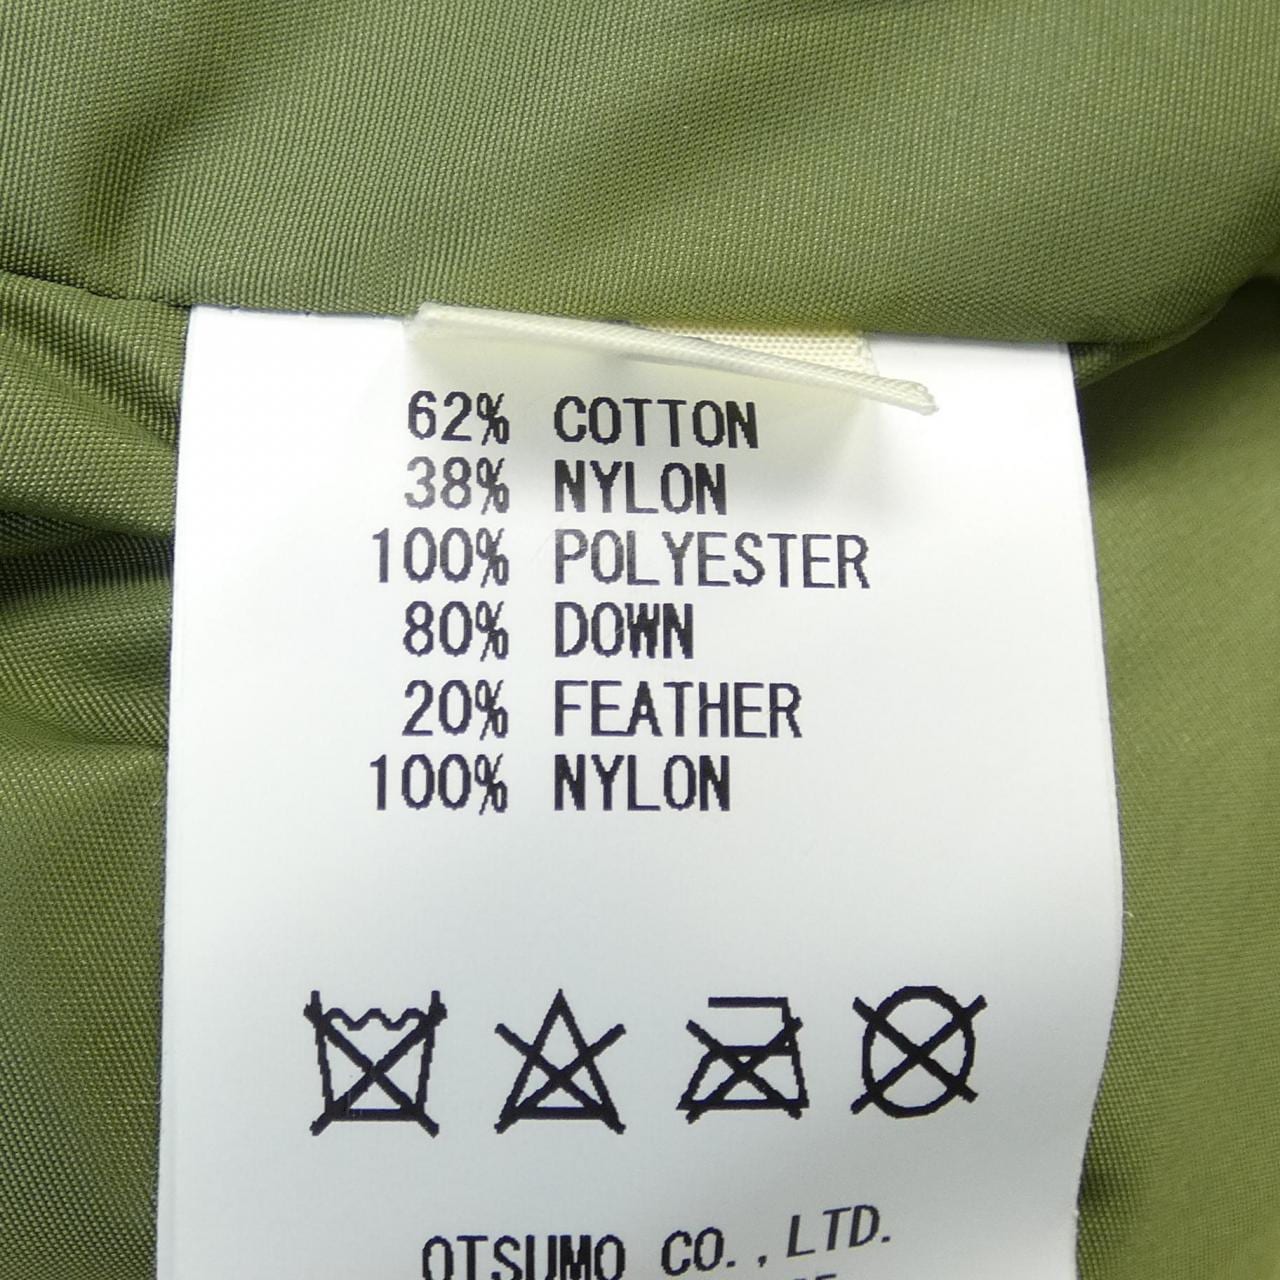 62% COTTON
38% NYLON
100% POLYESTER
80% DOWN
20% FEATHER
100% NYLON
OTSUMO CO.,LTD.